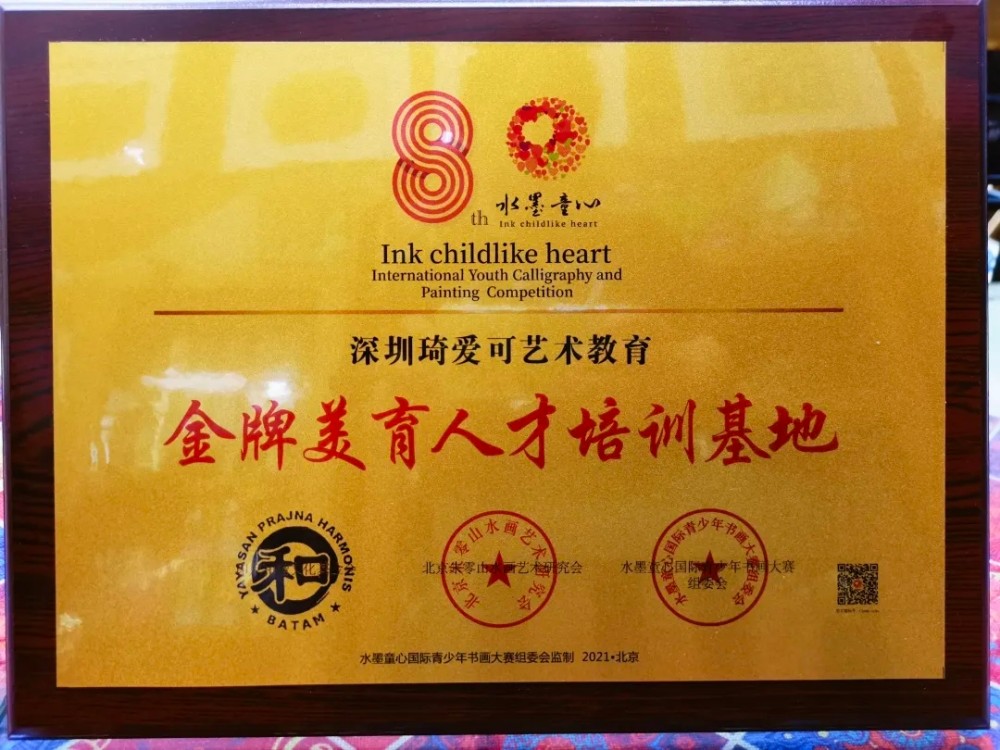 8th
水墨童心
Ink childlike heart
Ink childlike heart
International Youth Calligraphy and
Painting Competition
深圳琦爱可艺术教育
金牌美育人才培训基地
YAYASAN PRAJNA HARMONIS
和
BATAM
北京朱零山水画艺术研究会
北京朱零山水画艺术研究会
水墨童心国际青少年书画大赛
组委会
水墨童心国际青少年书画大赛组委会
水墨童心国际青少年书画大赛组委会监制 2021·北京